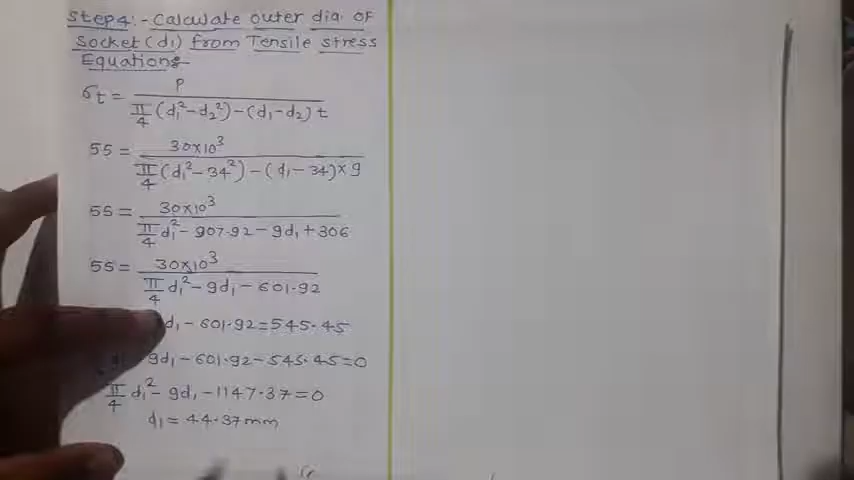 Step 4:- Calculate outer dia. of
Socket (d₁) from Tensile stress
Equations-
σt = P / π/4 (d₁² - d₂²) - (d₁ - d₂) t
55 = 30×10³ / π/4 (d₁² - 34²) - (d₁ - 34) × 9
55 = 30×10³ / π/4 d₁² - 907.92 - 9d₁ + 306
55 = 30×10³ / π/4 d₁² - 9d₁ - 601.92
d₁ - 601.92 = 545.45
9d₁ - 601.92 - 545.45 = 0
π/4 d₁² - 9d₁ - 1147.37 = 0
d₁ = 44.37mm